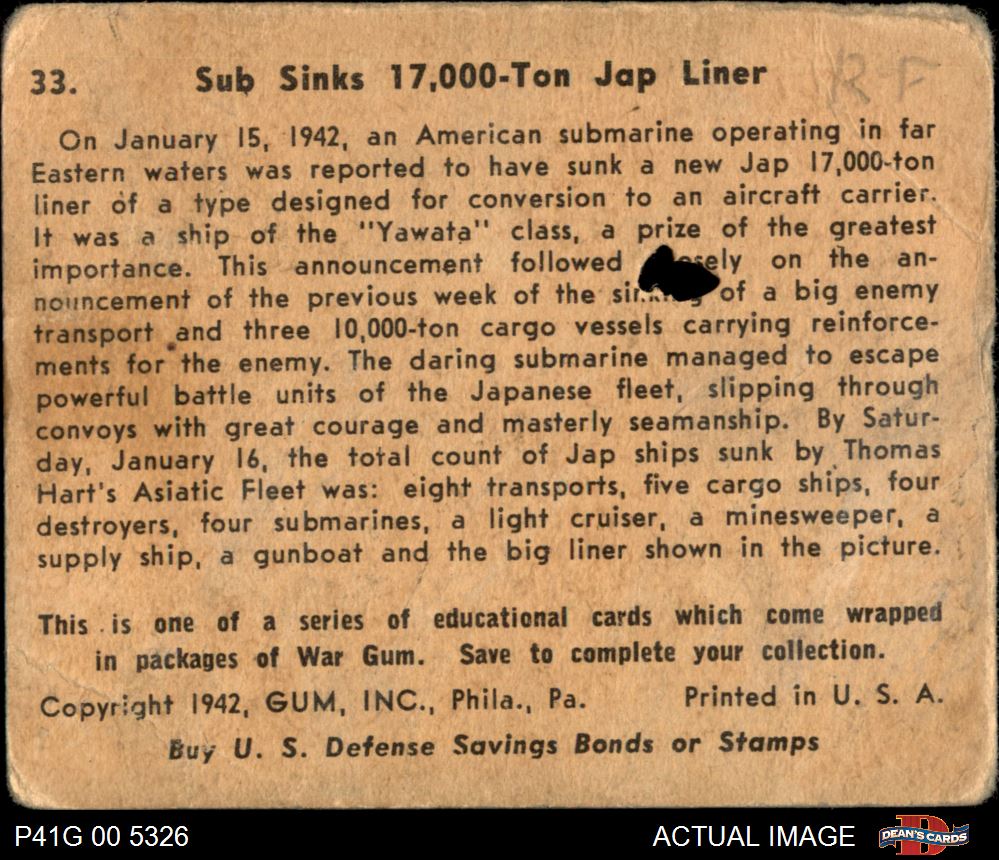 33. Sub Sinks 17,000-Ton Jap Liner
R-F
On January 15, 1942, an American submarine operating in far
Eastern waters was reported to have sunk a new Jap 17,000-ton
liner of a type designed for conversion to an aircraft carrier.
It was a ship of the "Yawata" class, a prize of the greatest
importance. This announcement followed on the an-
nouncement of the previous week of the of a big enemy
transport and three 10,000-ton cargo vessels carrying reinforce-
ments for the enemy. The daring submarine managed to escape
powerful battle units of the Japanese fleet, slipping through
convoys with great courage and masterly seamanship. By Satur-
day, January 16, the total count of Jap ships sunk by Thomas
Hart's Asiatic Fleet was: eight transports, five cargo ships, four
destroyers, four submarines, a light cruiser, a minesweeper, a
supply ship, a gunboat and the big liner shown in the picture.
This is one of a series of educational cards which come wrapped
in packages of War Gum. Save to complete your collection.
Copyright 1942, GUM, INC., Phila., Pa. Printed in U. S. A.
Buy U. S. Defense Savings Bonds or Stamps
P41G 00 5326 ACTUAL IMAGE DEAN'S CARDS